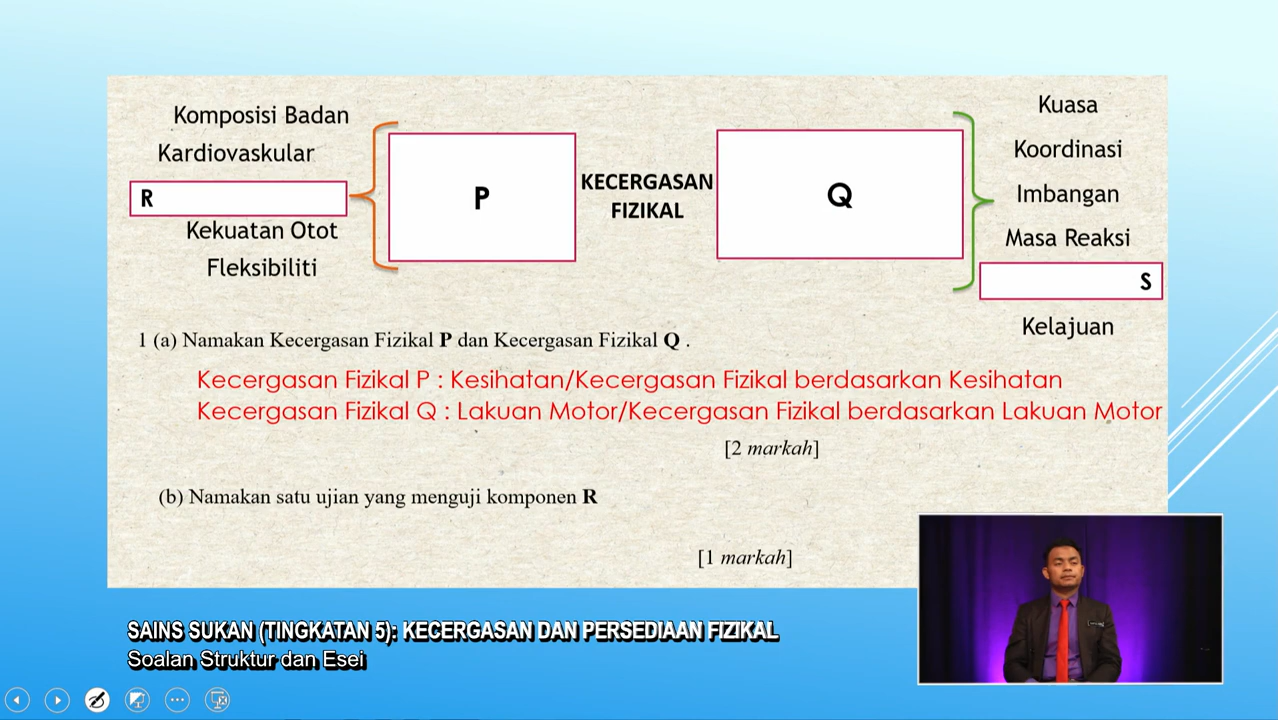 Komposisi Badan
Kardiovaskular
R
Kekuatan Otot
Fleksibiliti
P
KECERGASAN
FIZIKAL
Q
Kuasa
Koordinasi
Imbangan
Masa Reaksi
S
Kelajuan
1 (a) Namakan Kecergasan Fizikal P dan Kecergasan Fizikal Q .
Kecergasan Fizikal P : Kesihatan/Kecergasan Fizikal berdasarkan Kesihatan
Kecergasan Fizikal Q : Lakuan Motor/Kecergasan Fizikal berdasarkan Lakuan Motor
[2 markah]
(b) Namakan satu ujian yang menguji komponen R
[1 markah]
SAINS SUKAN (TINGKATAN 5): KECERGASAN DAN PERSEDIAAN FIZIKAL
Soalan Struktur dan Esei